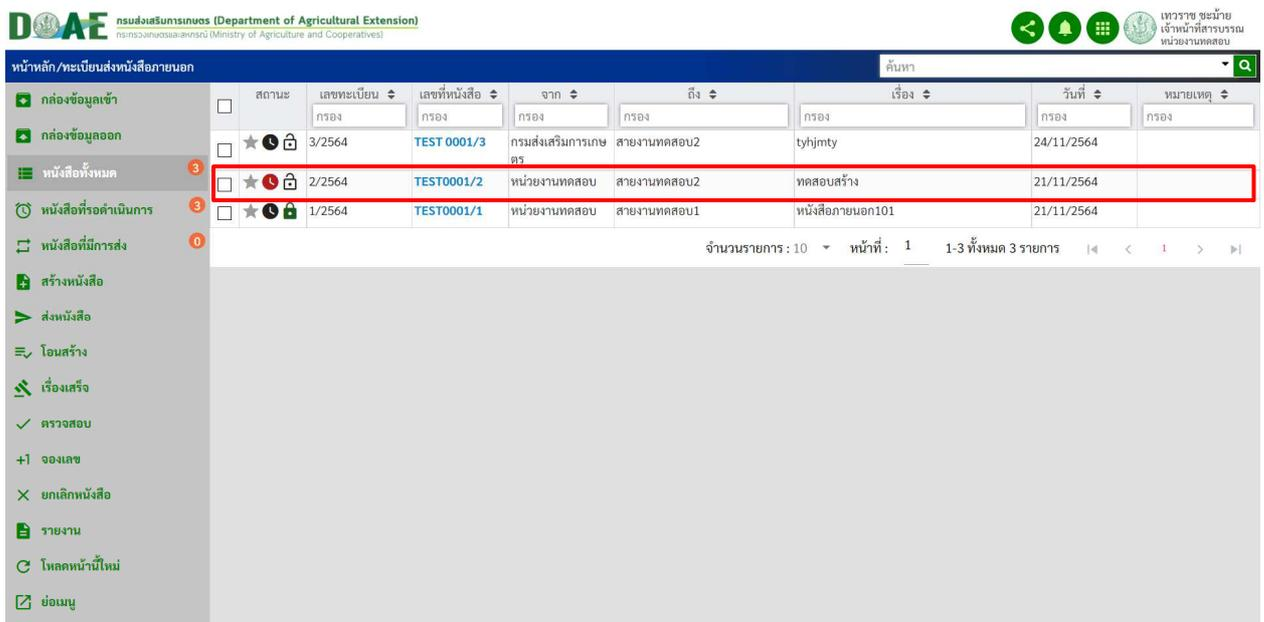 DOAE
กรมส่งเสริมการเกษตร (Department of Agricultural Extension)
กระทรวงเกษตรและสหกรณ์ (Ministry of Agriculture and Cooperatives)
เทวราช ชะม้าย
เจ้าหน้าที่สารบรรณ
หน่วยงานทดสอบ
หน้าหลัก/ทะเบียนส่งหนังสือภายนอก ค้นหา
กล่องข้อมูลเข้า
กล่องข้อมูลออก
หนังสือทั้งหมด 3
หนังสือที่รอดำเนินการ 3
หนังสือที่มีการส่ง 0
สร้างหนังสือ
ส่งหนังสือ
โอนสร้าง
เรื่องเสร็จ
ตรวจสอบ
+1 จองเลข
ยกเลิกหนังสือ
รายงาน
โหลดหน้านี้ใหม่
ย่อเมนู
สถานะ เลขทะเบียน เลขที่หนังสือ จาก ถึง เรื่อง วันที่ หมายเหตุ
กรอง กรอง กรอง กรอง กรอง กรอง กรอง
3/2564 TEST 0001/3 กรมส่งเสริมการเกษ สายงานทดสอบ2 tyhjmty 24/11/2564
ตร
2/2564 TEST0001/2 หน่วยงานทดสอบ สายงานทดสอบ2 ทดสอบสร้าง 21/11/2564
1/2564 TEST0001/1 หน่วยงานทดสอบ สายงานทดสอบ1 หนังสือภายนอก101 21/11/2564
จำนวนรายการ : 10 หน้าที่ : 1 1-3 ทั้งหมด 3 รายการ 1